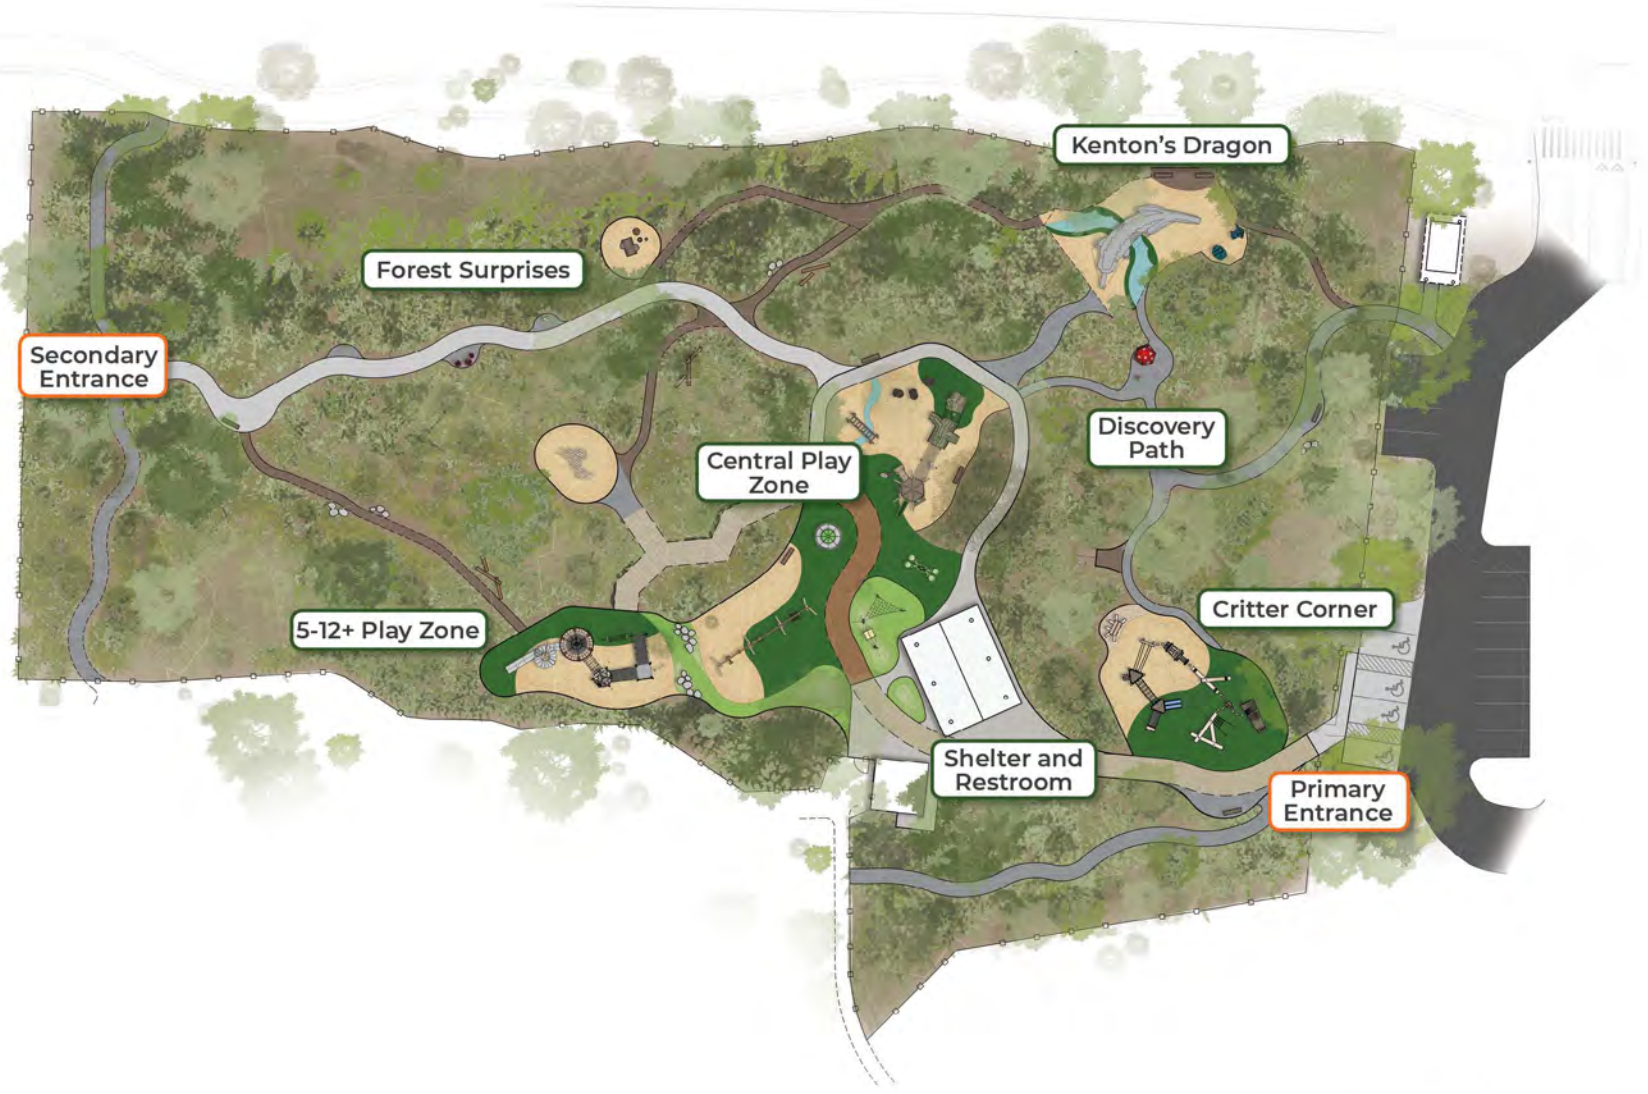 Kenton's Dragon
Forest Surprises
Secondary
Entrance
Discovery
Path
Central Play
Zone
5-12+ Play Zone
Critter Corner
Shelter and
Restroom
Primary
Entrance